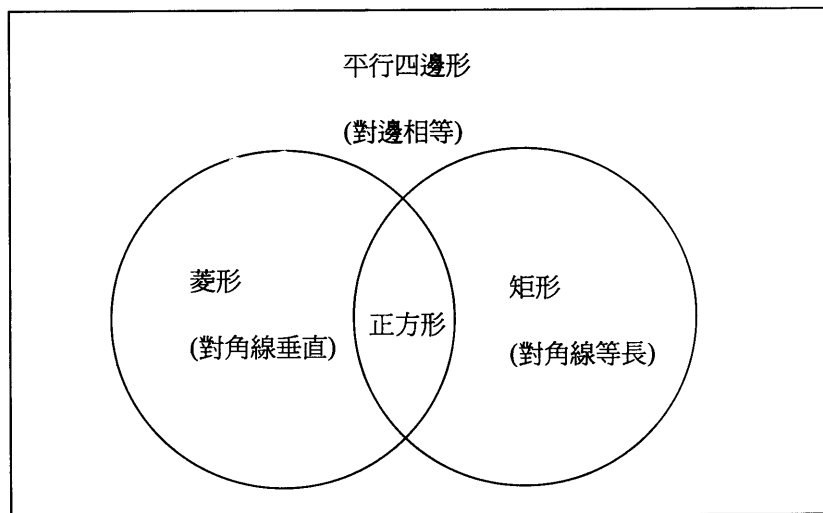 平行四邊形
(對邊相等)
菱形
(對角線垂直)
正方形
矩形
(對角線等長)